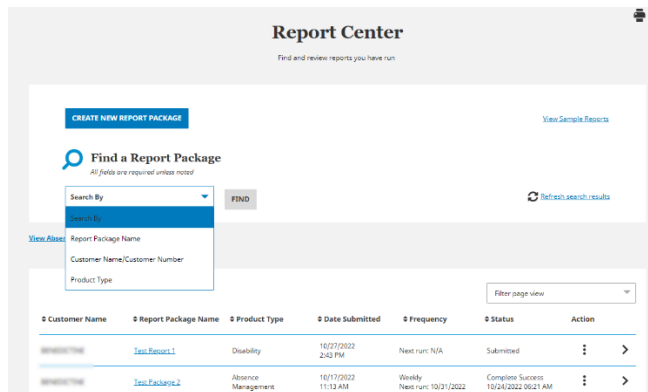 Report Center
Find and review reports you have run
CREATE NEW REPORT PACKAGE
View Sample Reports
Find a Report Package
All fields are required unless noted
Search By
FIND
Refresh search results
Search By
Report Package Name
Customer Name/Customer Number
Product Type
View Absen
Filter page view
Customer Name Report Package Name Product Type Date Submitted Frequency Status Action
Test Report 1 Disability 10/27/2022 2:43 PM Next run: N/A Submitted
Test Package 2 Absence Management 10/17/2022 11:13 AM Weekly Next run: 10/31/2022 Complete Success 10/24/2022 06:21 AM